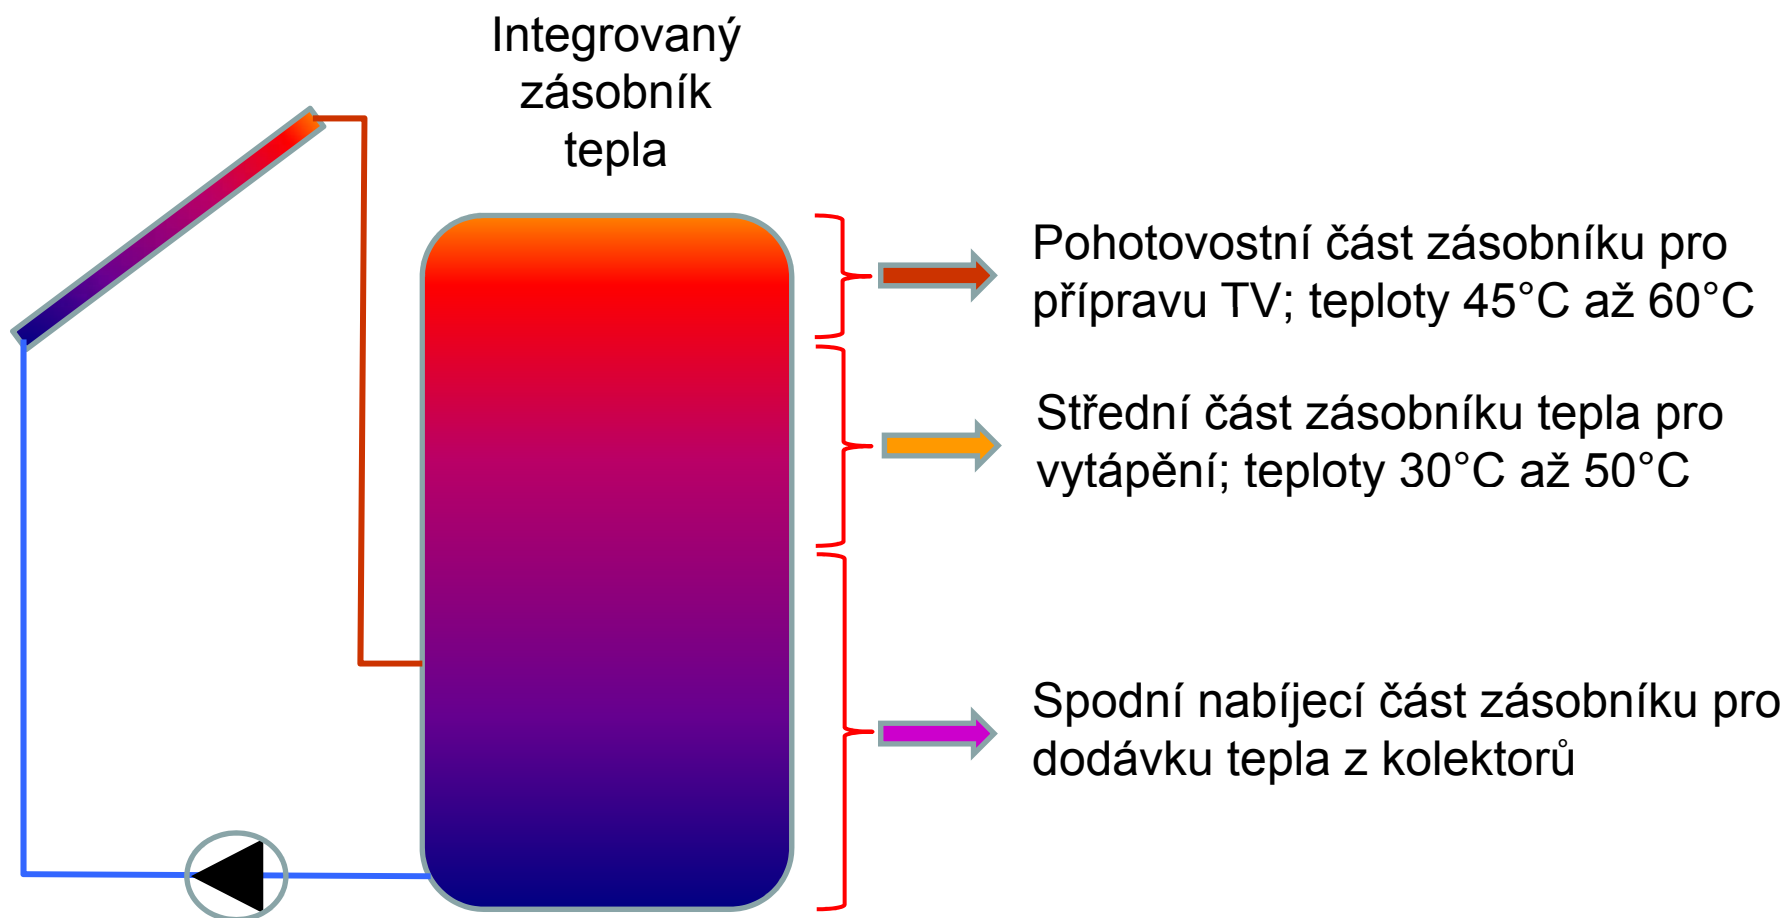 Integrovaný
zásobník
tepla
Pohotovostní část zásobníku pro
přípravu TV; teploty 45°C až 60°C
Střední část zásobníku tepla pro
vytápění; teploty 30°C až 50°C
Spodní nabíjecí část zásobníku pro
dodávku tepla z kolektorů